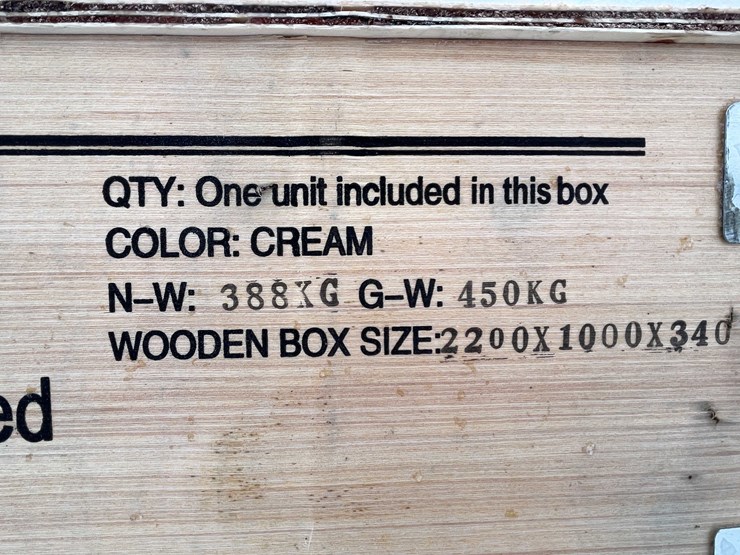 QTY: One unit included in this box
COLOR: CREAM
N-W: 388KG G-W: 450KG
WOODEN BOX SIZE:2200X1000X340
ed